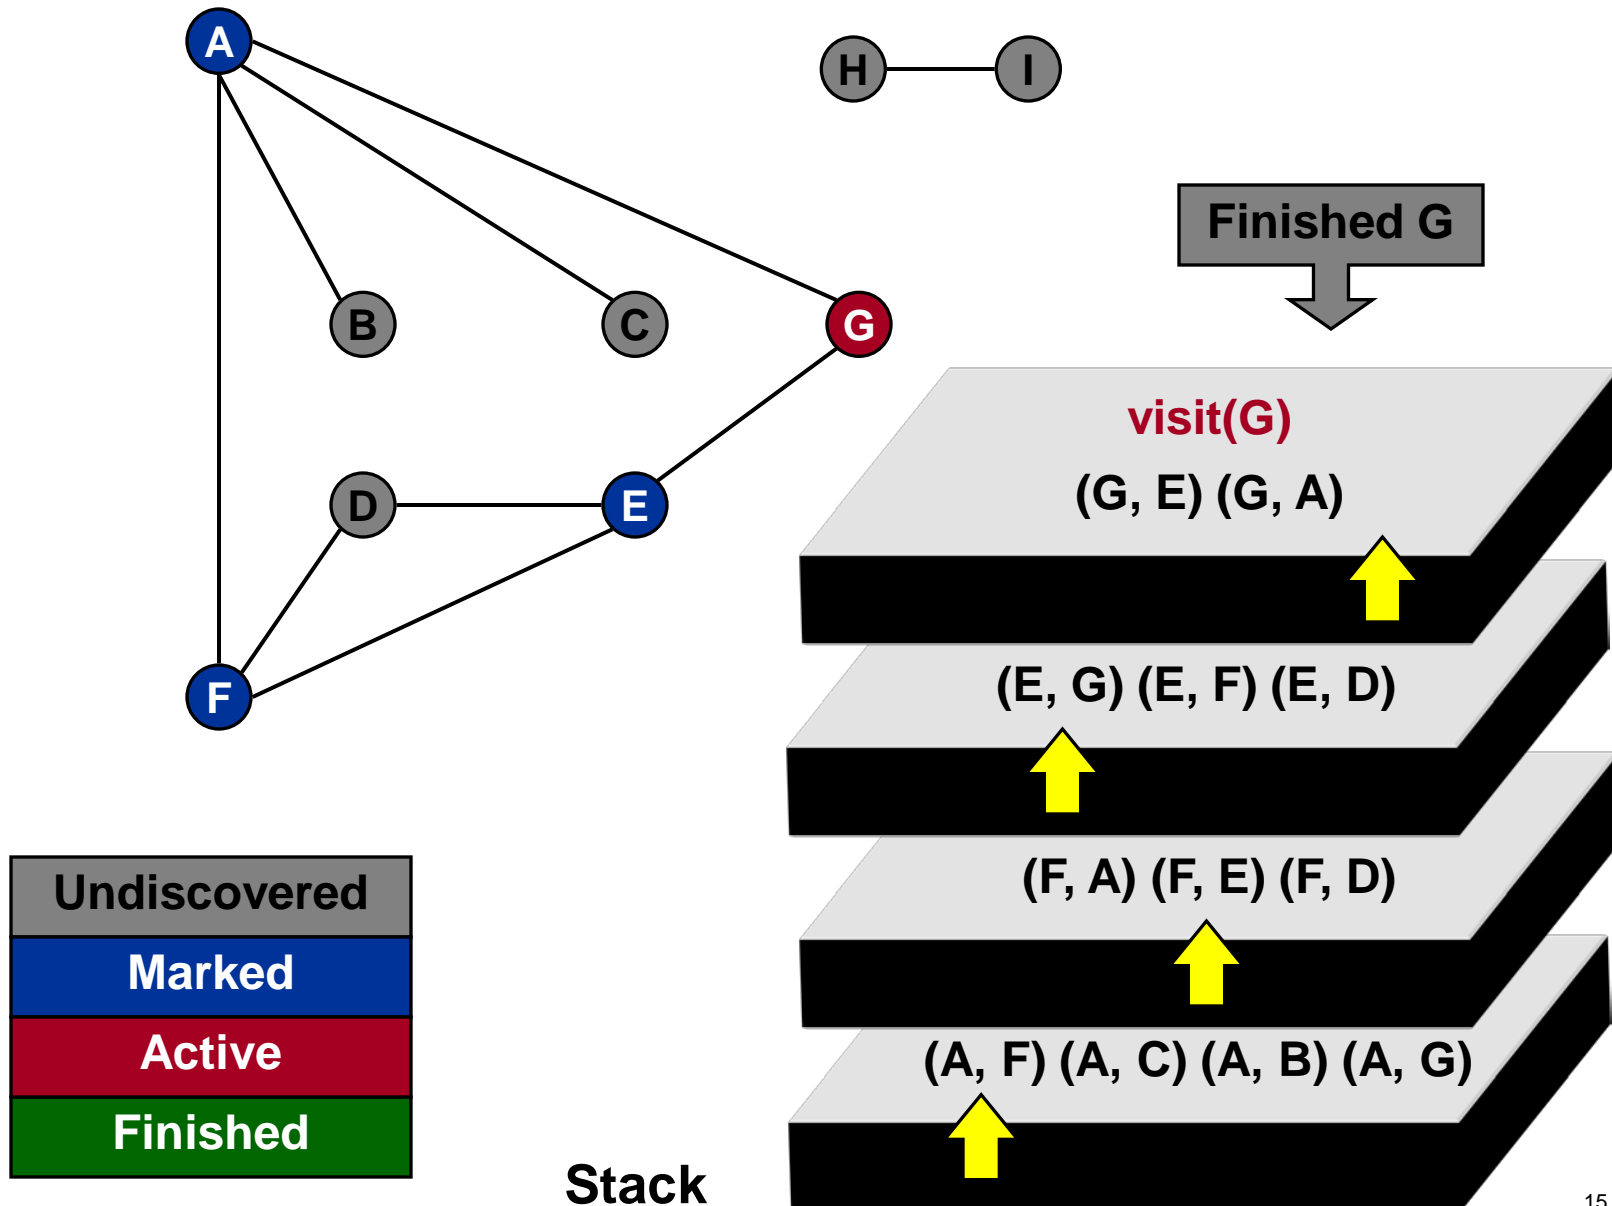 A
H
I
Finished G
B
C
G
visit(G)
(G, E) (G, A)
D
E
(E, G) (E, F) (E, D)
F
(F, A) (F, E) (F, D)
Undiscovered
Marked
Active
Finished
(A, F) (A, C) (A, B) (A, G)
Stack
15